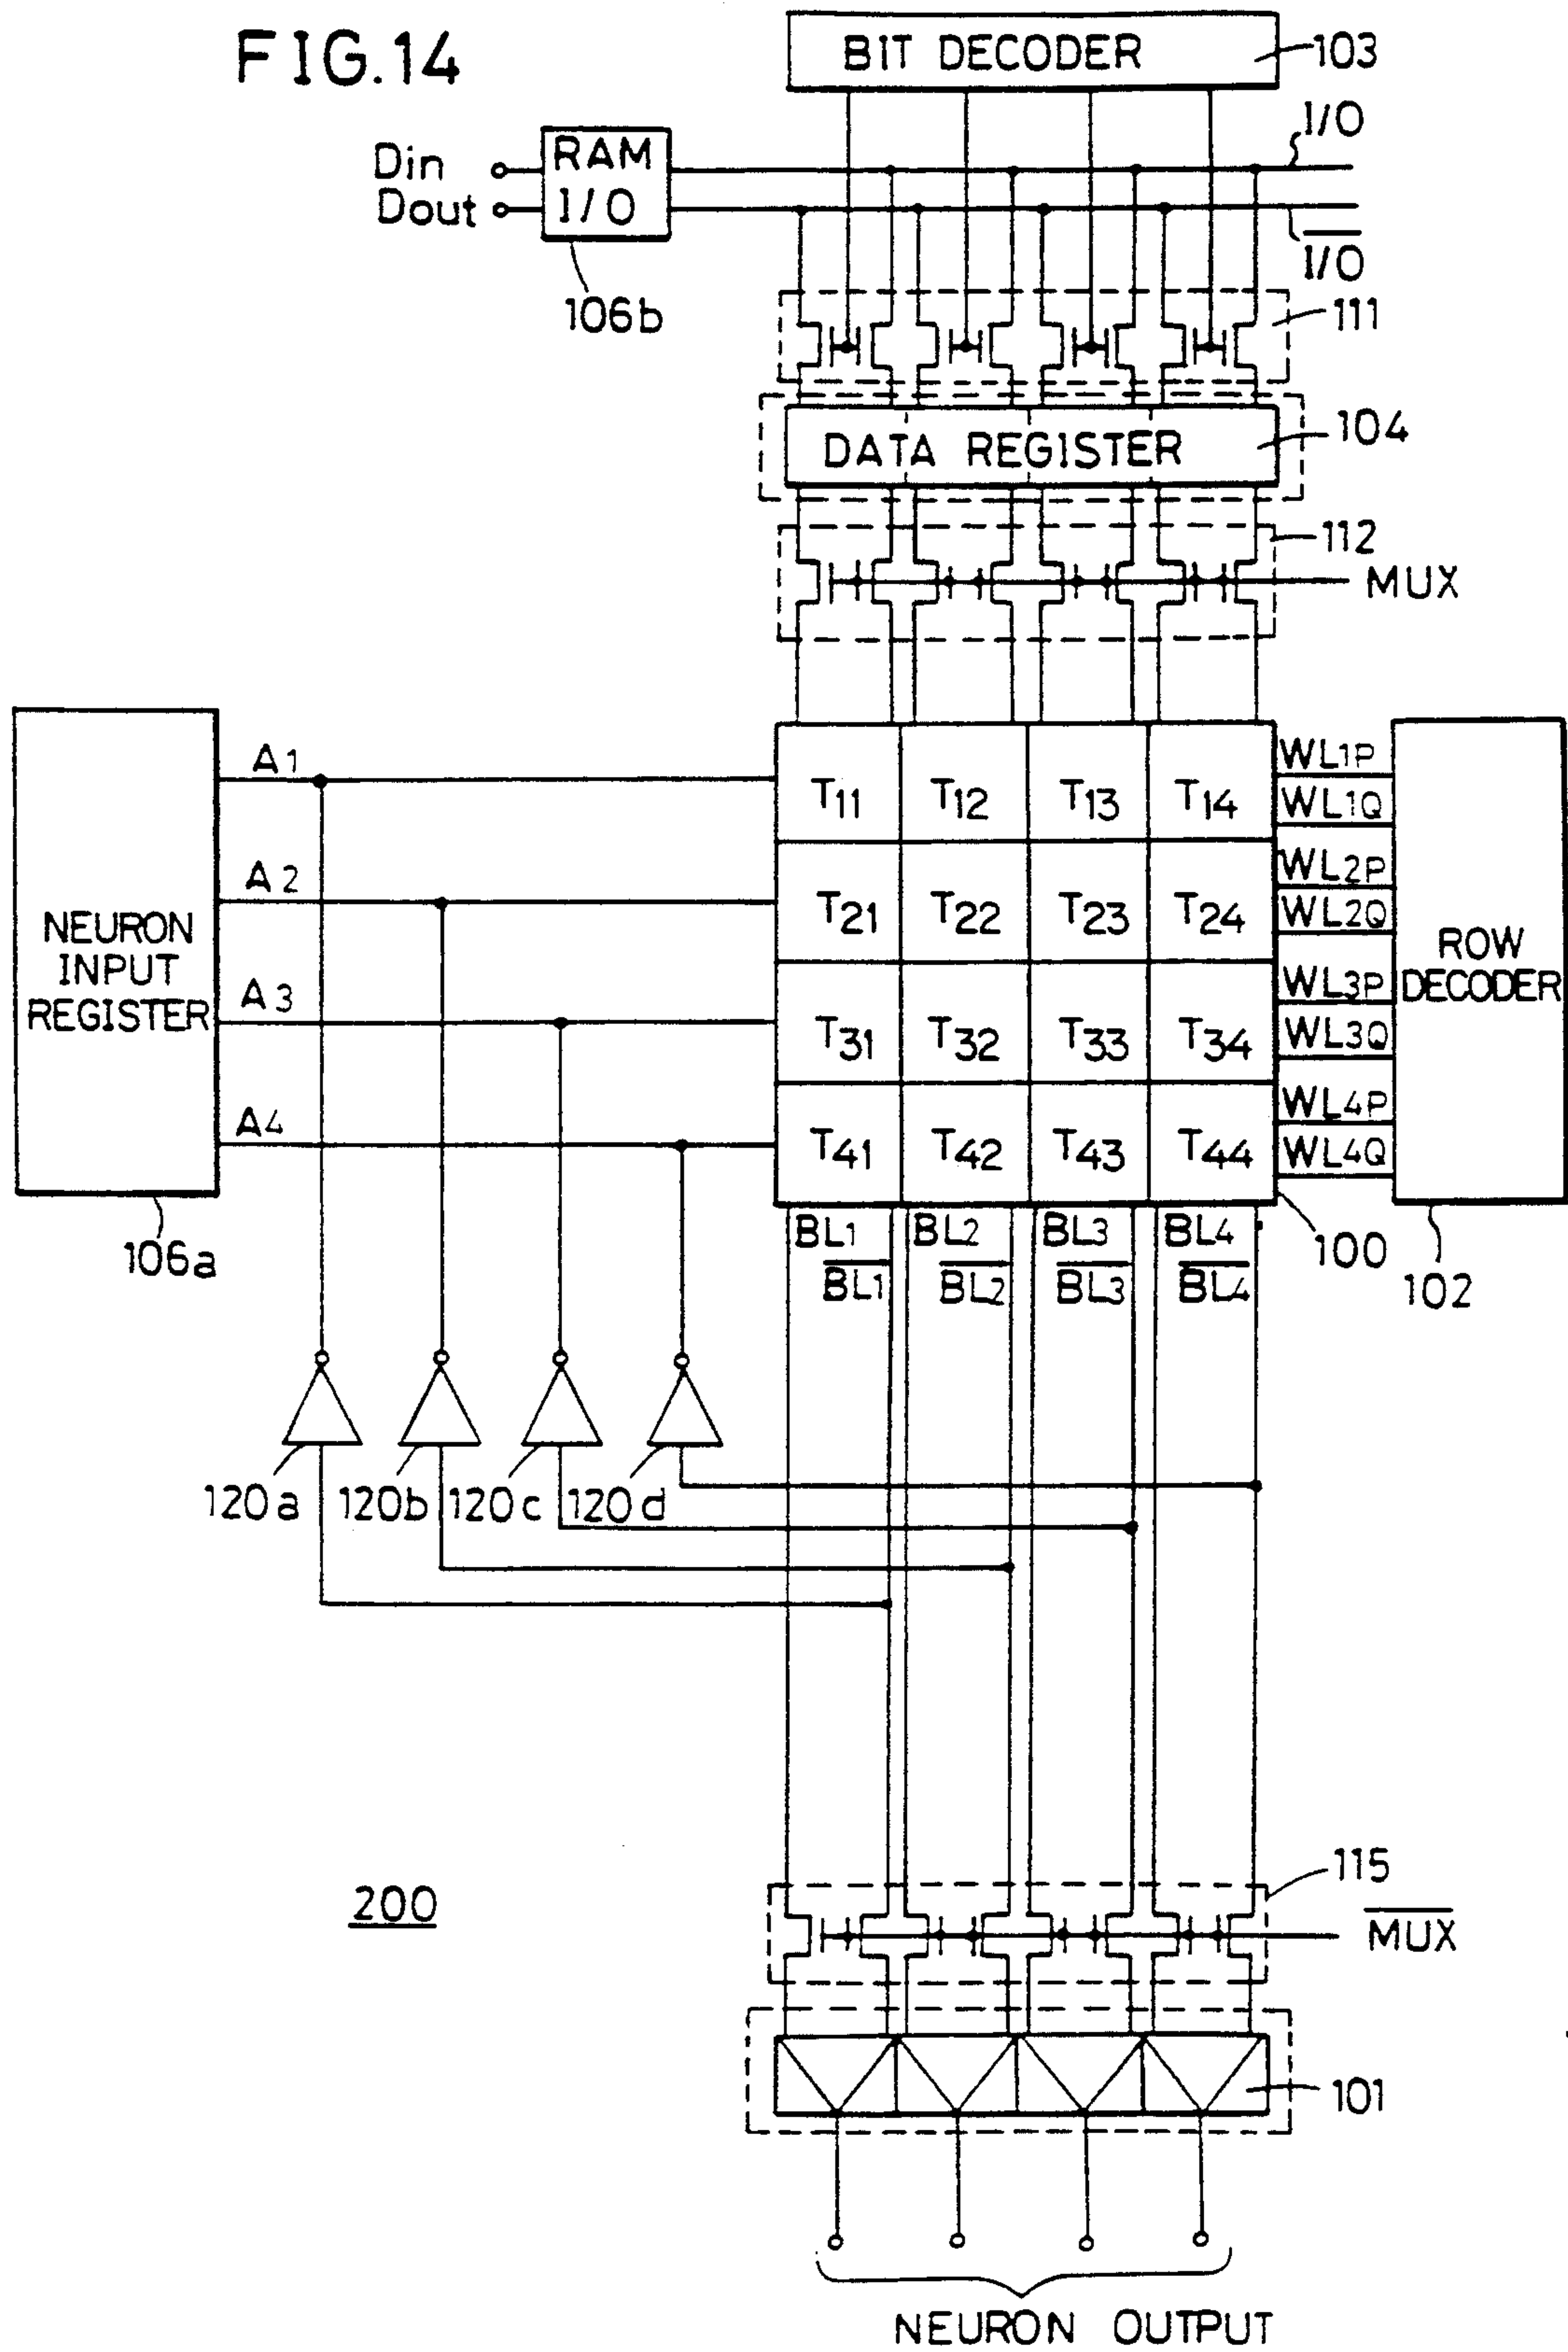 FIG.14
BIT DECODER
103
I/O
Din
RAM
Dout
I/O
I/O
106b
111
DATA REGISTER
104
112
MUX
A1
T11
T12
T13
T14
WL1P
WL1Q
A2
T21
T22
T23
T24
WL2P
WL2Q
NEURON
INPUT
REGISTER
ROW
DECODER
A3
T31
T32
T33
T34
WL3P
WL3Q
A4
T41
T42
T43
T44
WL4P
WL4Q
106a
BL1
BL2
BL3
BL4
100
BL1
BL2
BL3
BL4
102
120a
120b
120c
120d
200
115
MUX
101
NEURON OUTPUT